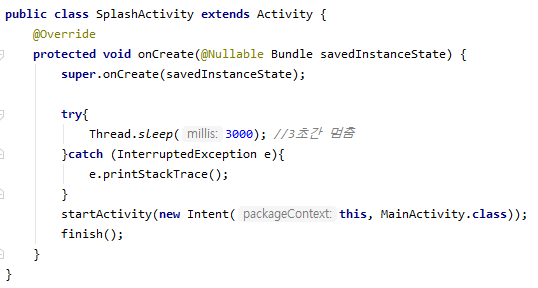 public class SplashActivity extends Activity {
@Override
protected void onCreate(@Nullable Bundle savedInstanceState) {
super.onCreate(savedInstanceState);
try{
Thread.sleep( millis: 3000); //3초간 멈춤
}catch (InterruptedException e){
e.printStackTrace();
}
startActivity(new Intent( packageContext: this, MainActivity.class));
finish();
}
}